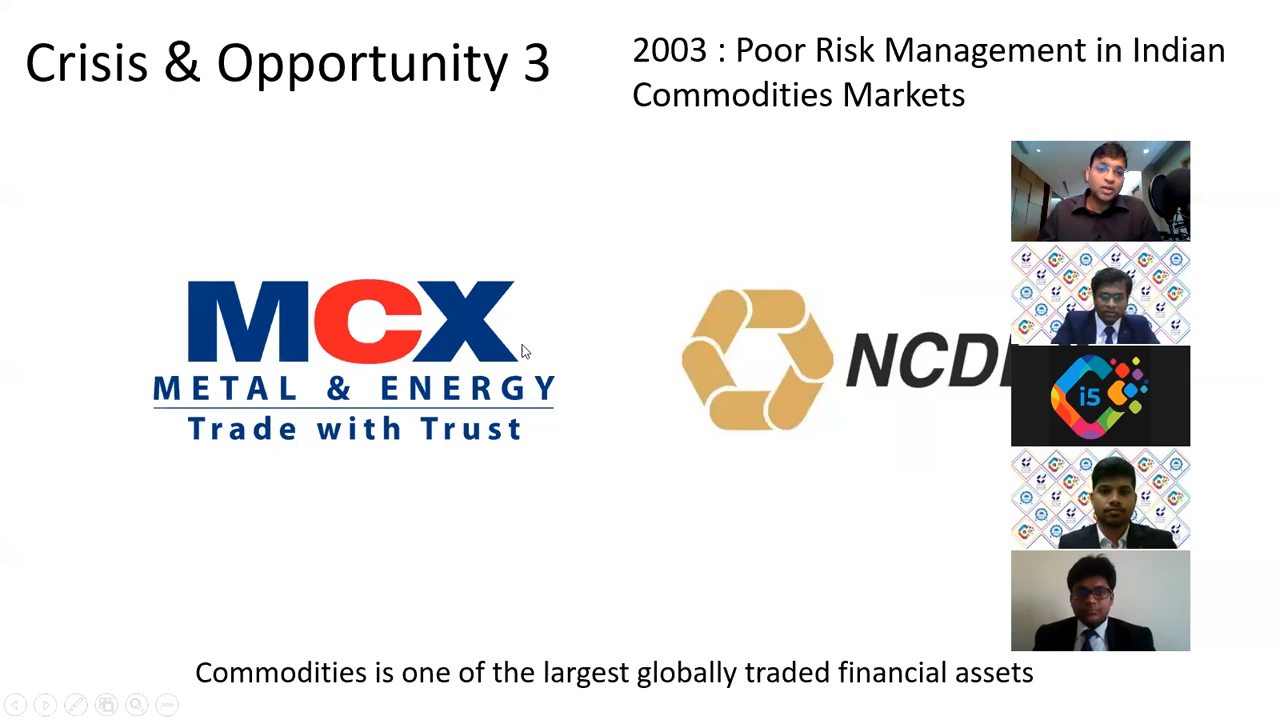 Crisis & Opportunity 3
2003 : Poor Risk Management in Indian
Commodities Markets
MCX
METAL & ENERGY
Trade with Trust
NCD
i5
Commodities is one of the largest globally traded financial assets